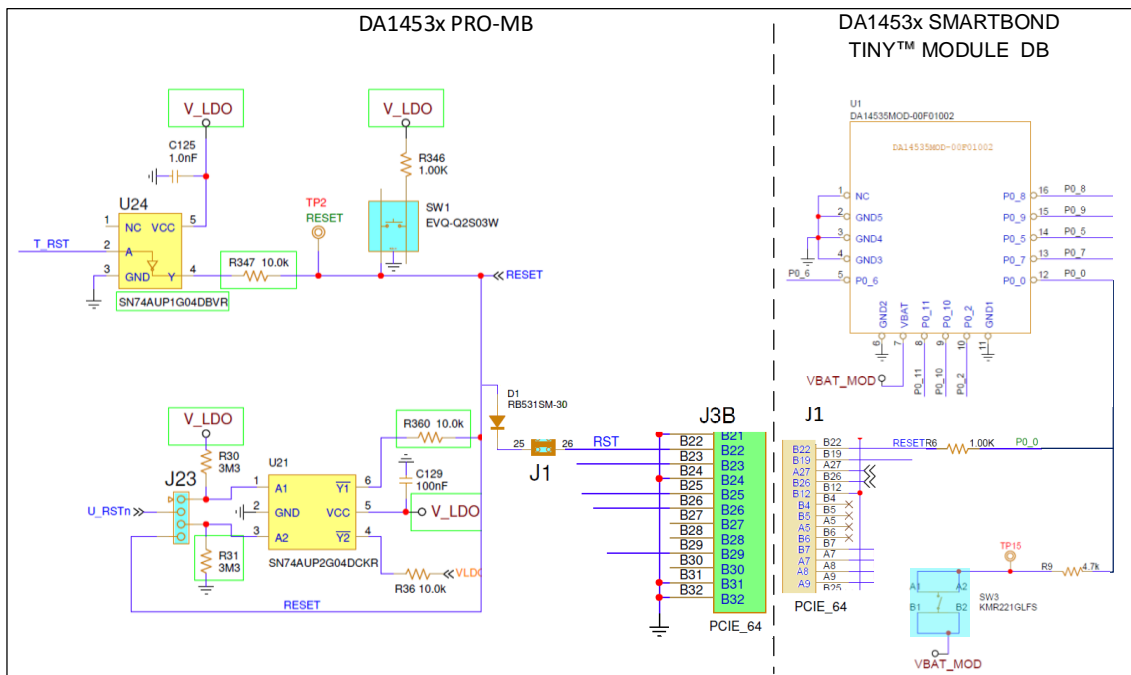 DA1453x PRO-MB
DA1453x SMARTBOND
TINY™ MODULE DB
V_LDO
V_LDO
C125
1.0nF
R346
1.00K
U24
TP2
RESET
SW1
EVQ-Q2S03W
1
NC
VCC
5
T_RST
2
A
R347 10.0k
3
GND
Y
4
RESET
SN74AUP1G04DBVR
U1
DA14535MOD-00F01002
DA14535MOD-00F01002
1
NC
P0_8
16
P0_8
2
GND5
P0_9
15
P0_9
3
GND4
P0_5
14
P0_5
4
GND3
P0_7
13
P0_7
P0_6
5
P0_6
P0_0
12
P0_0
GND2
VBAT
P0_11
P0_10
P0_2
GND1
6
7
8
9
10
11
P0_11
P0_10
P0_2
VBAT_MOD
D1
RB531SM-30
V_LDO
R30
3M3
R360 10.0k
J23
U21
1
A1
Y1
6
C129
100nF
U_RSTn
2
GND
VCC
5
V_LDO
3
A2
Y2
4
R31
3M3
SN74AUP2G04DCKR
R36 10.0k
VLDO
RESET
25
26
RST
J1
J3B
B21
B22
B22
B23
B23
B24
B24
B25
B25
B26
B26
B27
B27
B28
B28
B29
B29
B30
B30
B31
B31
B32
B32
PCIE_64
J1
B22
B22
RESET
R6
1.00K
P0_0
B19
B19
A27
A27
B26
B26
B12
B12
B4
B4
B5
B5
A5
A5
B6
B6
B7
B7
A7
A7
A8
A8
A9
A9
B25
PCIE_64
TP15
R9
4.7k
A1
A2
B1
B2
SW3
KMR221GLFS
VBAT_MOD